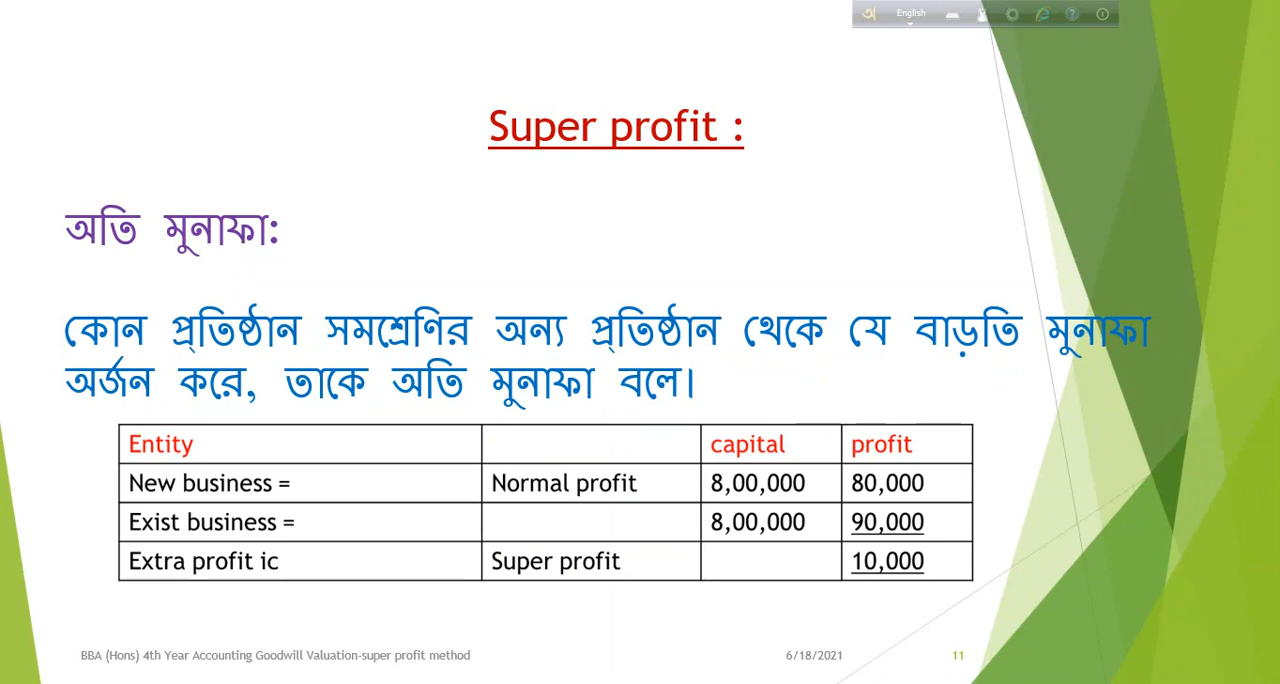 English
Super profit :
অতি মুনাফা:
কোন প্রতিষ্ঠান সমশ্রেণির অন্য প্রতিষ্ঠান থেকে যে বাড়তি মুনাফা
অর্জন করে, তাকে অতি মুনাফা বলে।
Entity capital profit
New business = Normal profit 8,00,000 80,000
Exist business = 8,00,000 90,000
Extra profit ic Super profit 10,000
BBA (Hons) 4th Year Accounting Goodwill Valuation-super profit method 6/18/2021 11